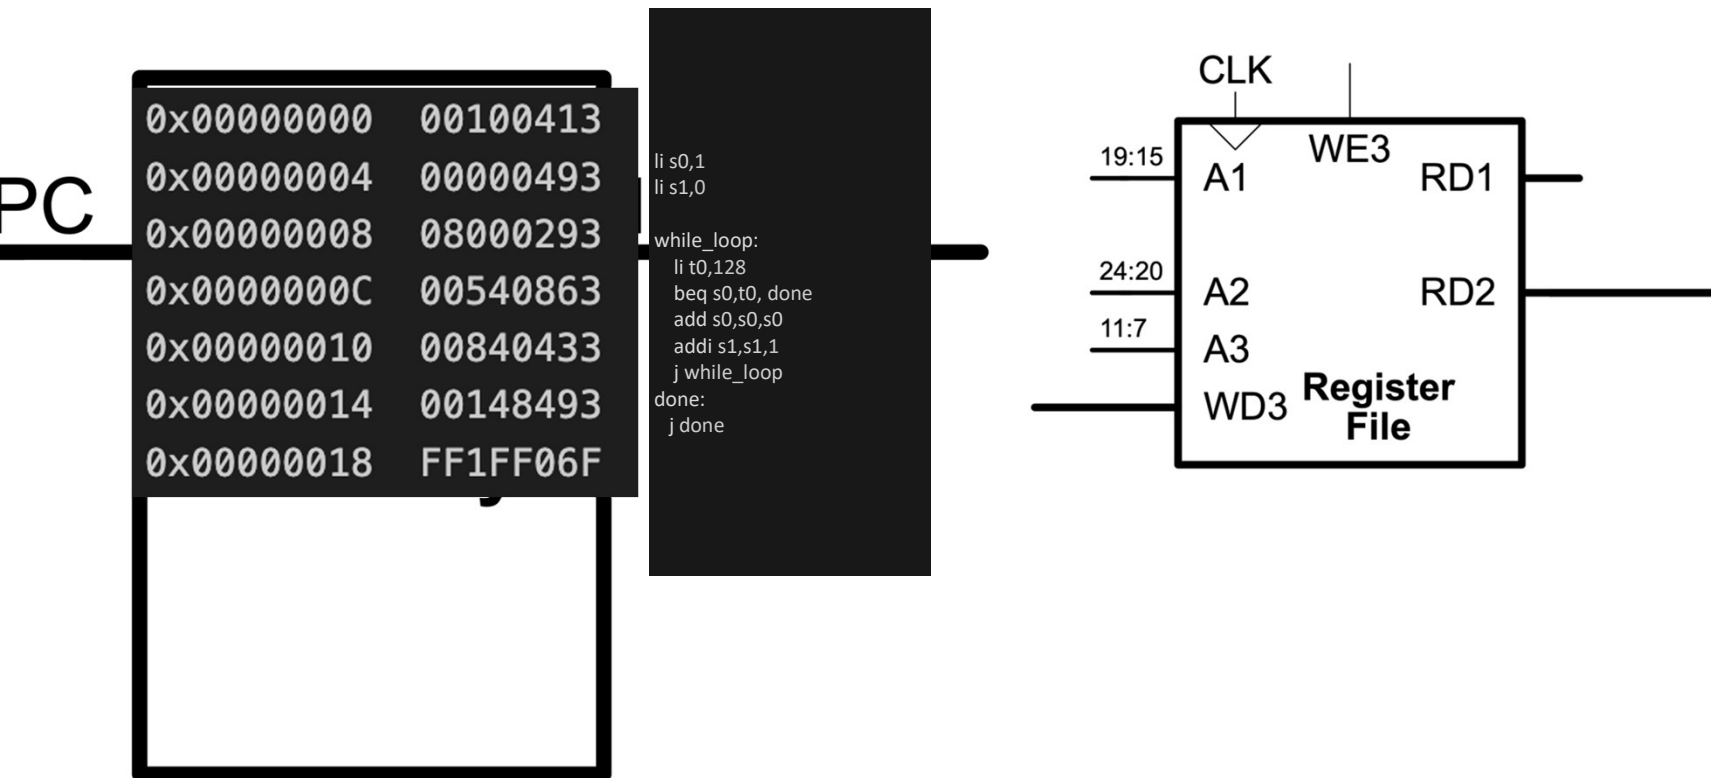 PC
0x00000000 00100413
0x00000004 00000493
0x00000008 08000293
0x0000000C 00540863
0x00000010 00840433
0x00000014 00148493
0x00000018 FF1FF06F
li s0,1
li s1,0
while_loop:
li t0,128
beq s0,t0, done
add s0,s0,s0
addi s1,s1,1
j while_loop
done:
j done
CLK
WE3
19:15
A1
RD1
24:20
A2
RD2
11:7
A3
WD3
Register
File